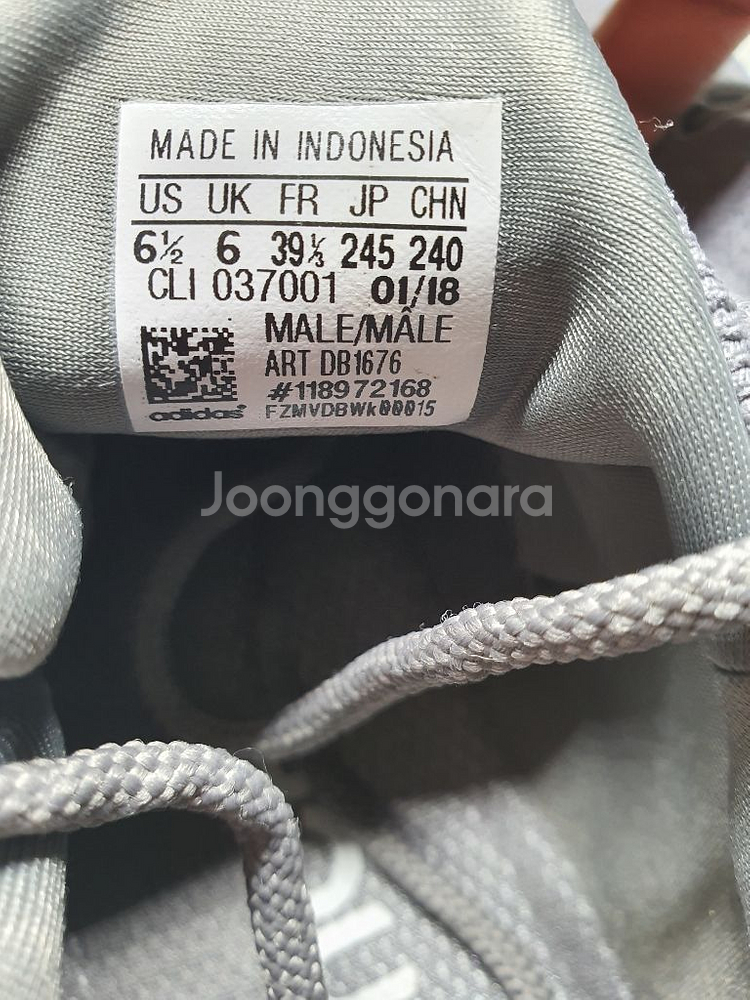 MADE IN INDONESIA
US UK FR JP CHN
6½ 6 39⅓ 245 240
CLI 037001 01/18
MALE/MÂLE
ART DB1676
#118972168
adidas FZMVDBWk00015
Joonggonara